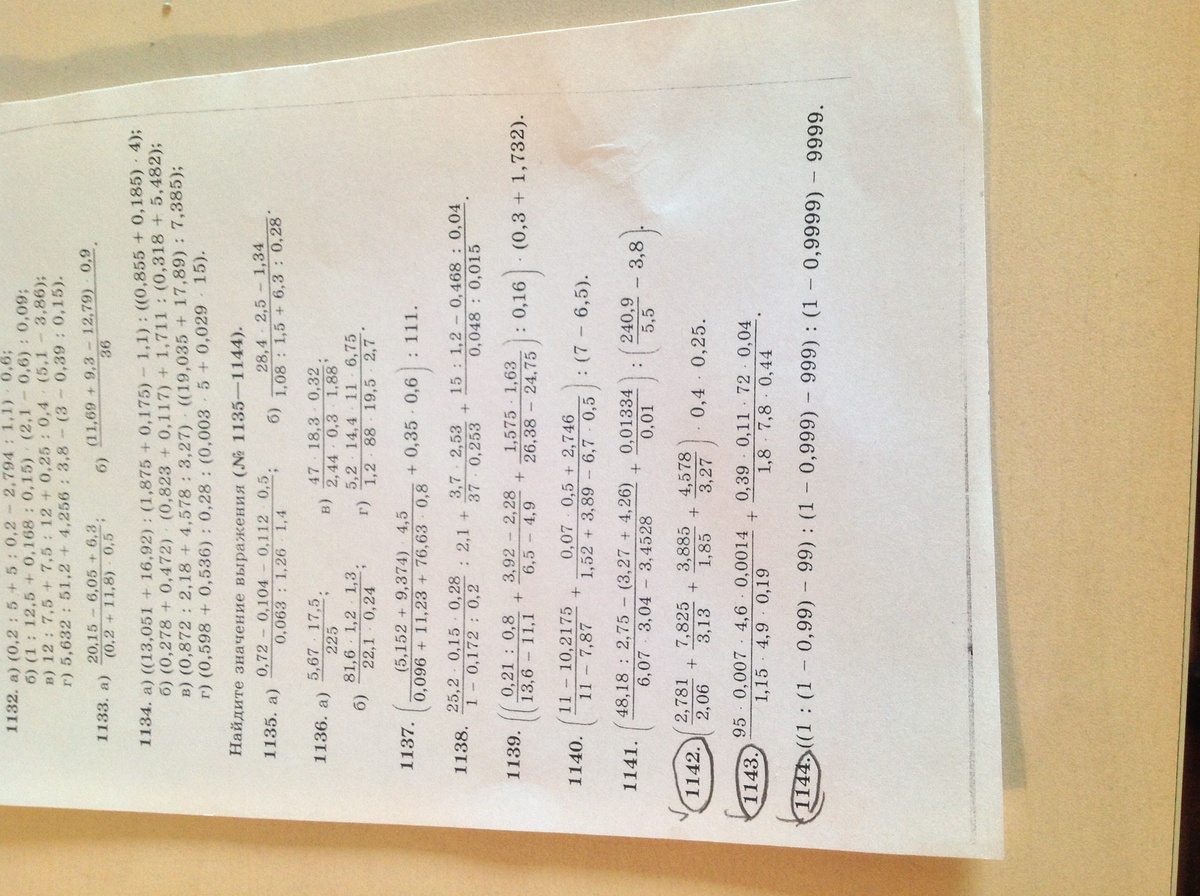 1132. а) (0,2 : 5 + 5 : 0,2 − 2,794 : 1,1) · 0,6;
б) (1 : 12,5 + 0,168 : 0,15) · (2,1 − 0,6) : 0,09;
в) 12 : 7,5 + 7,5 : 12 + 0,25 : 0,4 · (5,1 − 3,86);
г) 5,632 : 51,2 + 4,256 : 3,8 − (3 − 0,39 : 0,15).
1133. а) (20,15 − 6,05 + 6,3) / ((0,2 + 11,8) · 0,5); б) ((11,69 + 9,3 − 12,79) · 0,9) / 36.
1134. а) ((13,051 + 16,92) : (1,875 + 0,175) − 1,1) : ((0,855 + 0,185) · 4);
б) (0,278 + 0,472) · (0,823 + 0,117) + 1,711 : (0,318 + 5,482);
в) (0,872 : 2,18 + 4,578 : 3,27) · ((19,035 + 17,89) : 7,385);
г) (0,598 + 0,536) : 0,28 : (0,003 · 5 + 0,029 · 15).
Найдите значение выражения (№ 1135—1144).
1135. а) (0,72 − 0,104 − 0,112 · 0,5) / (0,063 : 1,26 · 1,4); б) (28,4 · 2,5 − 1,34) / (1,08 : 1,5 + 6,3 : 0,28).
1136. а) (5,67 · 17,5) / 225; в) (47 · 18,3 · 0,32) / (2,44 · 0,3 · 1,88);
б) (81,6 · 1,2 · 1,3) / (22,1 · 0,24); г) (5,2 · 14,4 · 11 · 6,75) / (1,2 · 88 · 19,5 · 2,7).
1137. (((5,152 + 9,374) · 4,5) / (0,096 + 11,23 + 76,63 · 0,8) + 0,35 · 0,6) : 111.
1138. (25,2 · 0,15 · 0,28) / (1 − 0,172 : 0,2) : 2,1 + (3,7 · 2,53) / (37 · 0,253) + (15 : 1,2 − 0,468 : 0,04) / (0,048 : 0,015).
1139. (((0,21 : 0,8) / (13,6 − 11,1) + (3,92 − 2,28) / (6,5 − 4,9) + (1,575 · 1,63) / (26,38 − 24,75)) : 0,16) · (0,3 + 1,732).
1140. ((11 − 10,2175) / (11 − 7,87) + (0,07 · 0,5 + 2,746) / (1,52 + 3,89 − 6,7 · 0,5)) : (7 − 6,5).
1141. ((48,18 : 2,75 − (3,27 + 4,26)) / (6,07 · 3,04 − 3,4528) + 0,01334 / 0,01) : (240,9 / 5,5 − 3,8).
1142. (2,781 / 2,06 + 7,825 / 3,13 + 3,885 / 1,85 + 4,578 / 3,27) · 0,4 · 0,25.
1143. (95 · 0,007 · 4,6 · 0,0014) / (1,15 · 4,9 · 0,19) + (0,39 · 0,11 · 72 · 0,04) / (1,8 · 7,8 · 0,44).
1144. ((1 : (1 − 0,99) − 99) : (1 − 0,999) − 999) : (1 − 0,9999) − 9999.